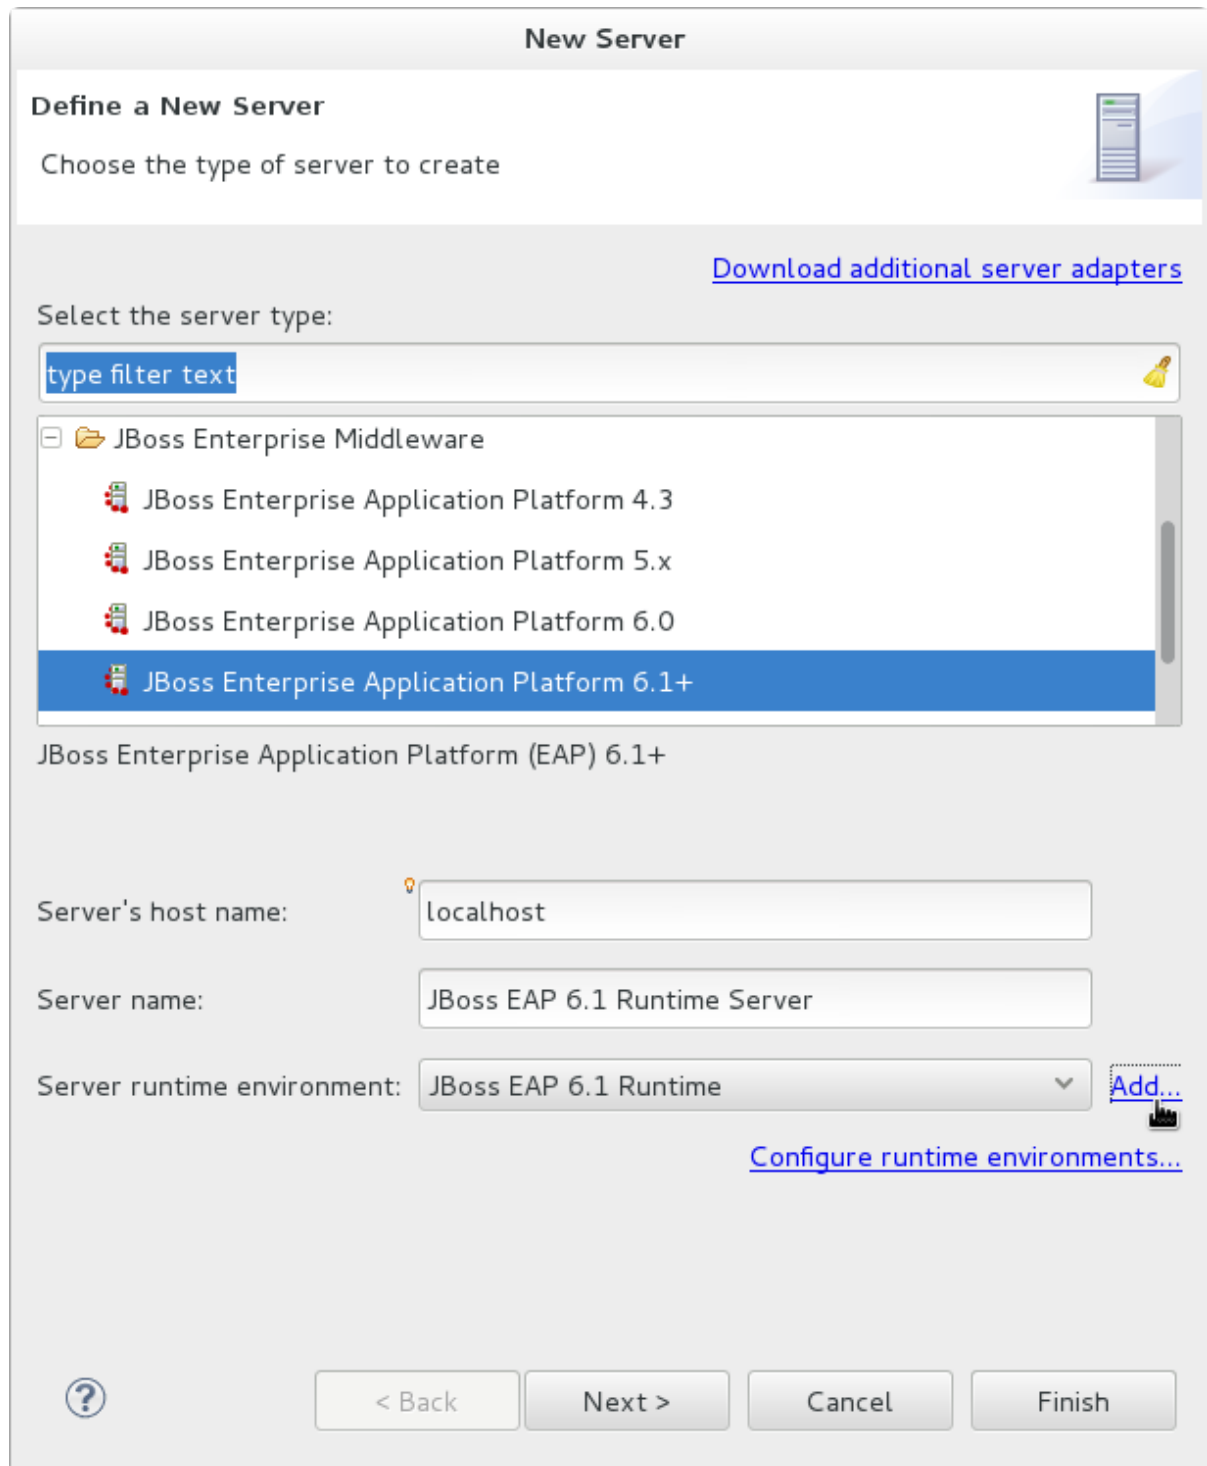 New Server
Define a New Server
Choose the type of server to create
Download additional server adapters
Select the server type:
type filter text
JBoss Enterprise Middleware
JBoss Enterprise Application Platform 4.3
JBoss Enterprise Application Platform 5.x
JBoss Enterprise Application Platform 6.0
JBoss Enterprise Application Platform 6.1+
JBoss Enterprise Application Platform (EAP) 6.1+
Server's host name: localhost
Server name: JBoss EAP 6.1 Runtime Server
Server runtime environment: JBoss EAP 6.1 Runtime Add...
Configure runtime environments...
? < Back Next > Cancel Finish